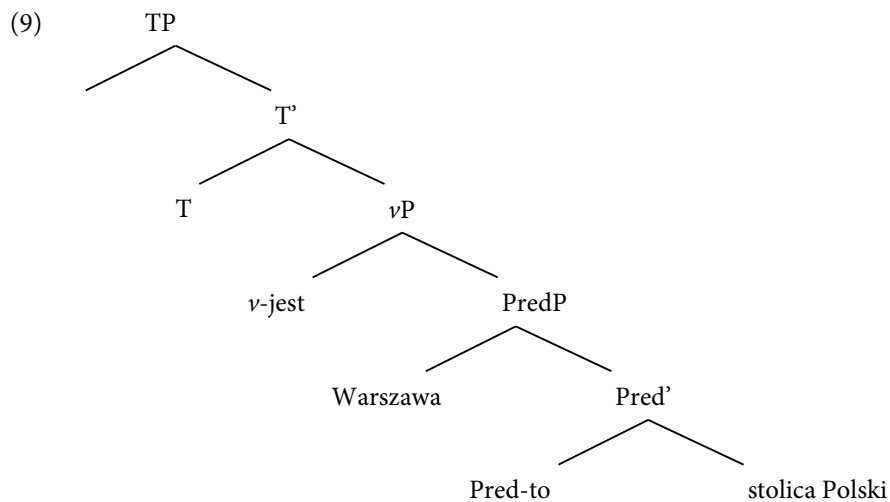 (9) TP
T’
T vP
v-jest PredP
Warszawa Pred’
Pred-to stolica Polski